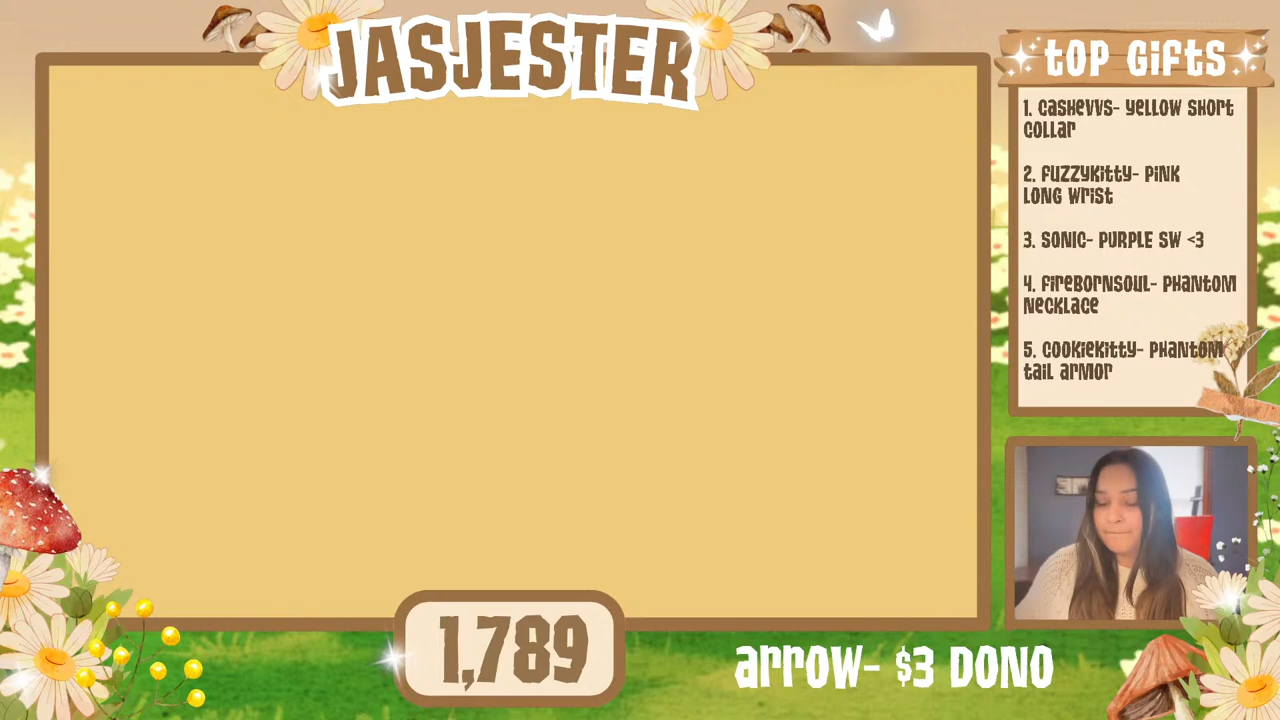 JASJESTER
TOP GIFTS
1. CASHEVVS- YELLOW SHORT
COLLAR
2. FUZZYKITTY- PINK
LONG WRIST
3. SONIC- PURPLE SW <3
4. FIREBORNSOUL- PHANTOM
NECKLACE
5. COOKIEKITTY- PHANTOM
TAIL ARMOR
1,789
ARROW- $3 DONO